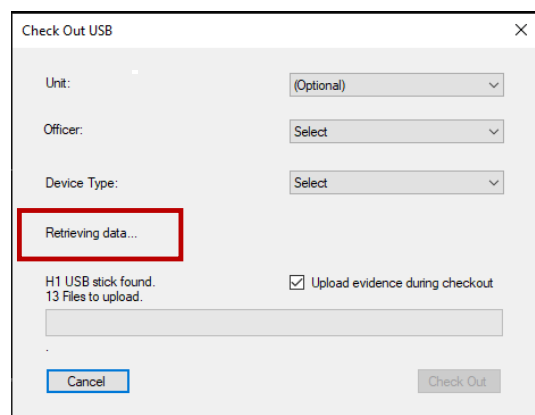 Check Out USB
Unit: (Optional)
Officer: Select
Device Type: Select
Retrieving data...
H1 USB stick found.
13 Files to upload.
Upload evidence during checkout
Cancel Check Out